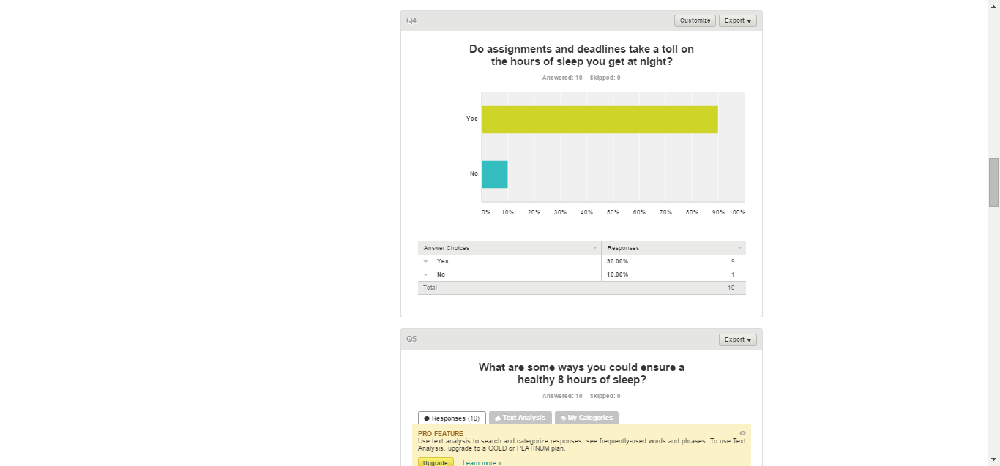 Q4
Customize Export
Do assignments and deadlines take a toll on
the hours of sleep you get at night?
Answered: 10 Skipped: 0
Yes
No
0% 10% 20% 30% 40% 50% 60% 70% 80% 90% 100%
Answer Choices Responses
Yes 90.00% 9
No 10.00% 1
Total 10
Q5
Export
What are some ways you could ensure a
healthy 8 hours of sleep?
Answered: 10 Skipped: 0
Responses (10) Text Analysis My Categories
PRO FEATURE
Use text analysis to search and categorize responses; see frequently-used words and phrases. To use Text
Analysis, upgrade to a GOLD or PLATINUM plan.
Upgrade Learn more »